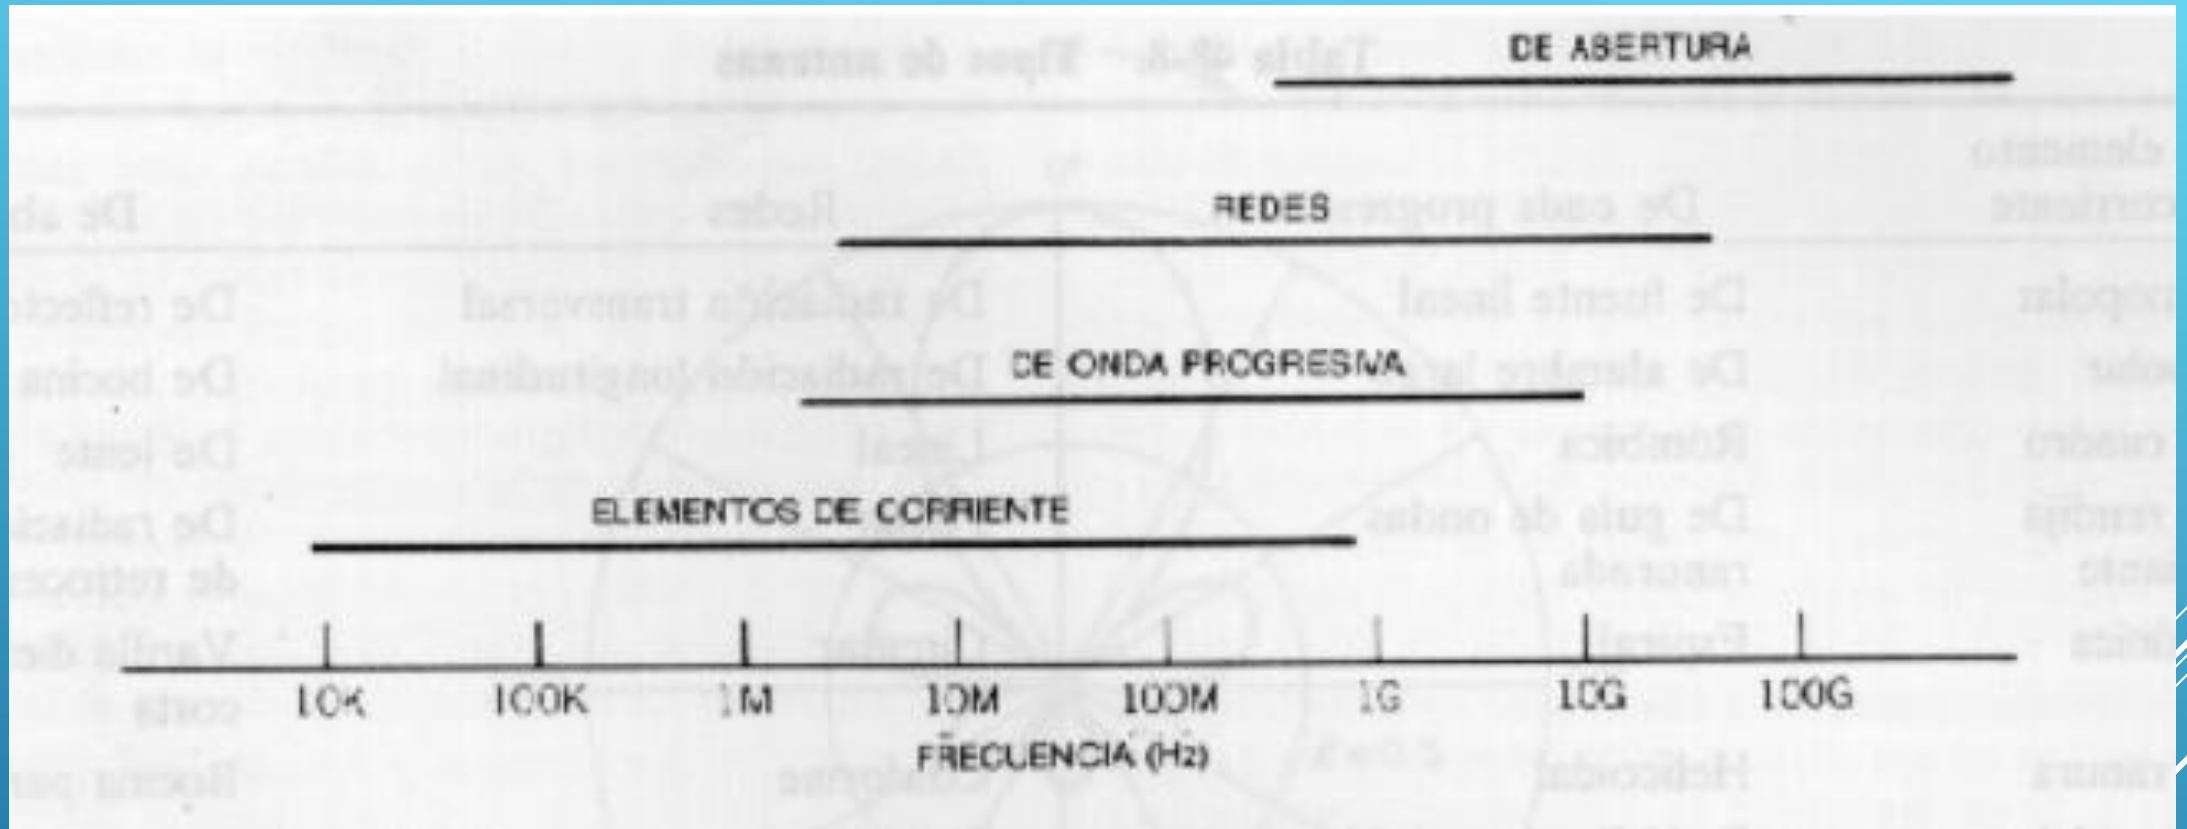 DE ABERTURA
REDES
DE ONDA PROGRESIVA
ELEMENTOS DE CORRIENTE
10K 100K 1M 10M 100M 1G 10G 100G
FRECUENCIA (Hz)